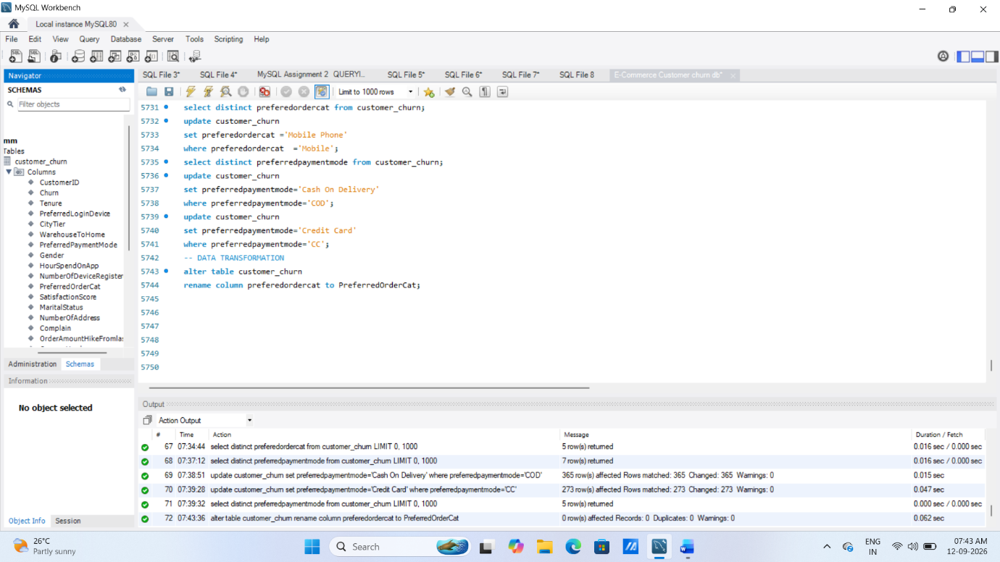 MySQL Workbench
Local instance MySQL80
File Edit View Query Database Server Tools Scripting Help
Navigator
SCHEMAS
Filter objects
mm
Tables
customer_churn
Columns
CustomerID
Churn
Tenure
PreferredLoginDevice
CityTier
WarehouseToHome
PreferredPaymentMode
Gender
HourSpendOnApp
NumberOfDeviceRegister
PreferredOrderCat
SatisfactionScore
MaritalStatus
NumberOfAddress
Complain
OrderAmountHikeFromlas
Administration Schemas
Information
No object selected
Object Info Session
SQL File 3* SQL File 4* MySQL Assignment 2 QUERYI... SQL File 5* SQL File 6* SQL File 7* SQL File 8 E-Commerce Customer churn db*
Limit to 1000 rows
5731 select distinct preferedordercat from customer_churn;
5732 update customer_churn
5733 set preferedordercat ='Mobile Phone'
5734 where preferedordercat ='Mobile';
5735 select distinct preferredpaymentmode from customer_churn;
5736 update customer_churn
5737 set preferredpaymentmode='Cash On Delivery'
5738 where preferredpaymentmode='COD';
5739 update customer_churn
5740 set preferredpaymentmode='Credit Card'
5741 where preferredpaymentmode='CC';
5742 -- DATA TRANSFORMATION
5743 alter table customer_churn
5744 rename column preferedordercat to PreferredOrderCat;
5745
5746
5747
5748
5749
5750
Output
Action Output
# Time Action Message Duration / Fetch
67 07:34:44 select distinct preferedordercat from customer_churn LIMIT 0, 1000 5 row(s) returned 0.016 sec / 0.000 sec
68 07:37:12 select distinct preferredpaymentmode from customer_churn LIMIT 0, 1000 7 row(s) returned 0.016 sec / 0.000 sec
69 07:38:51 update customer_churn set preferredpaymentmode='Cash On Delivery' where preferredpaymentmode='COD' 365 row(s) affected Rows matched: 365 Changed: 365 Warnings: 0 0.015 sec
70 07:39:28 update customer_churn set preferredpaymentmode='Credit Card' where preferredpaymentmode='CC' 273 row(s) affected Rows matched: 273 Changed: 273 Warnings: 0 0.047 sec
71 07:39:32 select distinct preferredpaymentmode from customer_churn LIMIT 0, 1000 5 row(s) returned 0.000 sec / 0.000 sec
72 07:43:36 alter table customer_churn rename column preferedordercat to PreferredOrderCat 0 row(s) affected Records: 0 Duplicates: 0 Warnings: 0 0.062 sec
26°C
Partly sunny
Search
ENG
IN
07:43 AM
12-09-2026